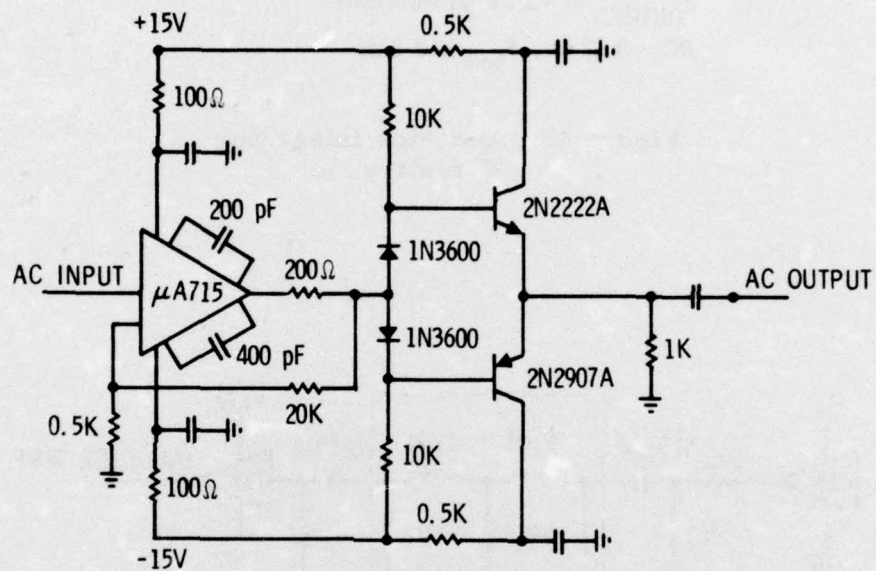 +15V
0.5K
100Ω
10K
200 pF
2N2222A
1N3600
AC INPUT
200Ω
AC OUTPUT
μA715
1N3600
1K
400 pF
2N2907A
20K
0.5K
10K
100Ω
0.5K
-15V